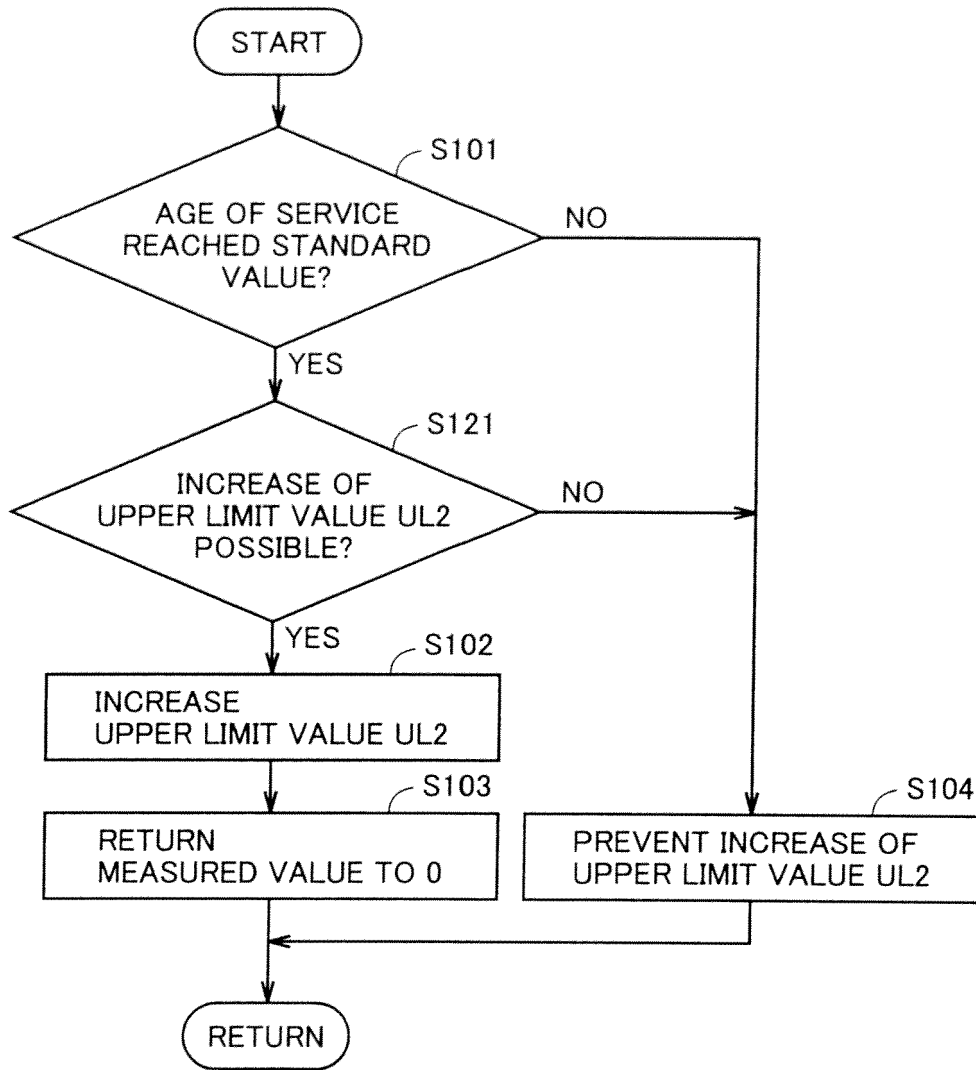 START
S101
AGE OF SERVICE
REACHED STANDARD
VALUE?
NO
YES
S121
INCREASE OF
UPPER LIMIT VALUE UL2
POSSIBLE?
NO
YES
S102
INCREASE
UPPER LIMIT VALUE UL2
S103
RETURN
MEASURED VALUE TO 0
S104
PREVENT INCREASE OF
UPPER LIMIT VALUE UL2
RETURN